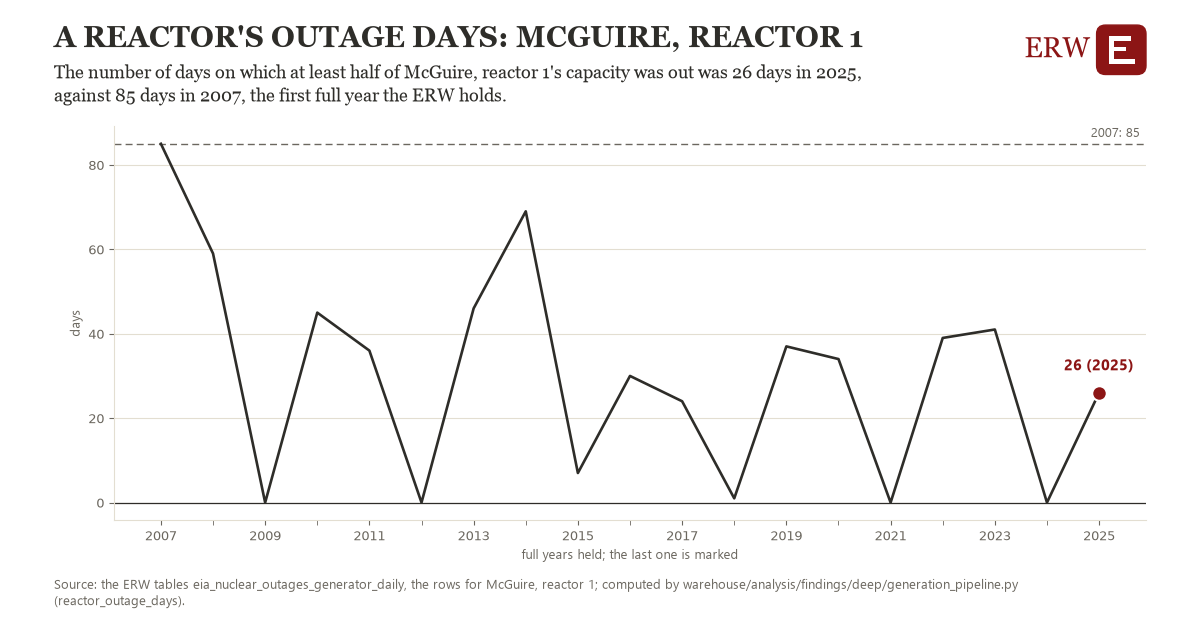 A REACTOR'S OUTAGE DAYS: MCGUIRE, REACTOR 1
The number of days on which at least half of McGuire, reactor 1's capacity was out was 26 days in 2025,
against 85 days in 2007, the first full year the ERW holds.
ERW E
2007: 85
80
60
40
20
0
days
26 (2025)
2007 2009 2011 2013 2015 2017 2019 2021 2023 2025
full years held; the last one is marked
Source: the ERW tables eia_nuclear_outages_generator_daily, the rows for McGuire, reactor 1; computed by warehouse/analysis/findings/deep/generation_pipeline.py
(reactor_outage_days).